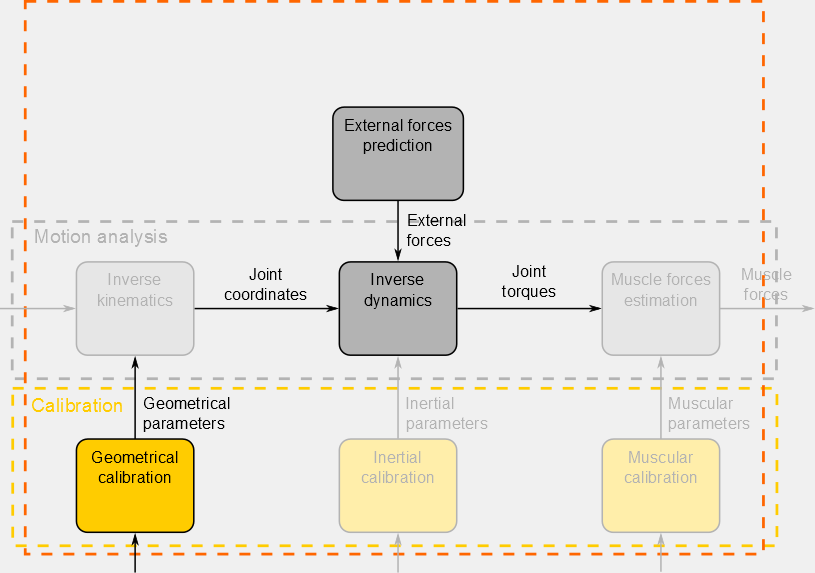 External forces
prediction
External
forces
Motion analysis
Inverse
kinematics
Joint
coordinates
Inverse
dynamics
Joint
torques
Muscle forces
estimation
Muscle
forces
Calibration
Geometrical
parameters
Inertial
parameters
Muscular
parameters
Geometrical
calibration
Inertial
calibration
Muscular
calibration